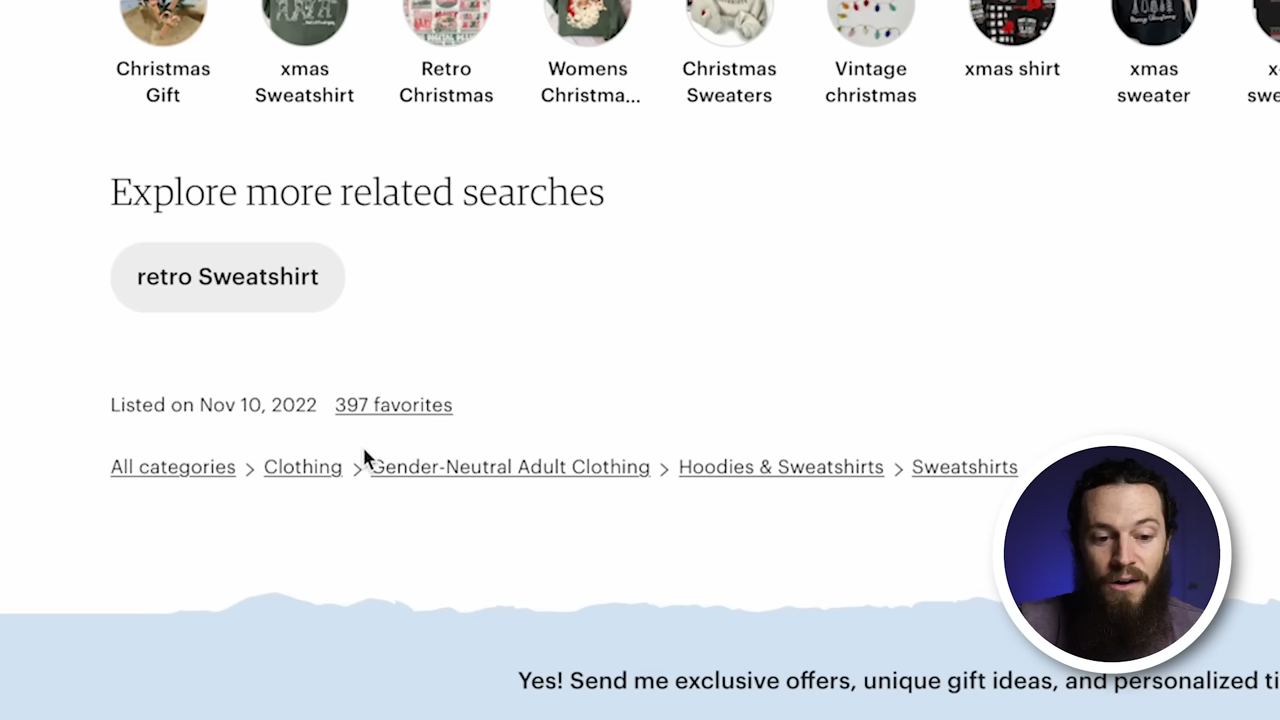 Christmas Gift
xmas Sweatshirt
Retro Christmas
Womens Christma...
Christmas Sweaters
Vintage christmas
xmas shirt
xmas sweater
Explore more related searches
retro Sweatshirt
Listed on Nov 10, 2022 397 favorites
All categories > Clothing > Gender-Neutral Adult Clothing > Hoodies & Sweatshirts > Sweatshirts
Yes! Send me exclusive offers, unique gift ideas, and personalized